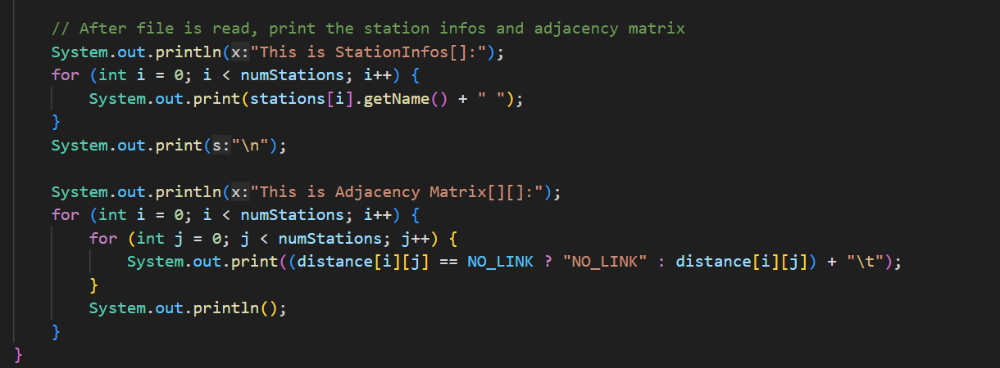 // After file is read, print the station infos and adjacency matrix
System.out.println(x:"This is StationInfos[]:");
for (int i = 0; i < numStations; i++) {
System.out.print(stations[i].getName() + " ");
}
System.out.print(s:"\n");
System.out.println(x:"This is Adjacency Matrix[][]:");
for (int i = 0; i < numStations; i++) {
for (int j = 0; j < numStations; j++) {
System.out.print((distance[i][j] == NO_LINK ? "NO_LINK" : distance[i][j]) + "\t");
}
System.out.println();
}
}